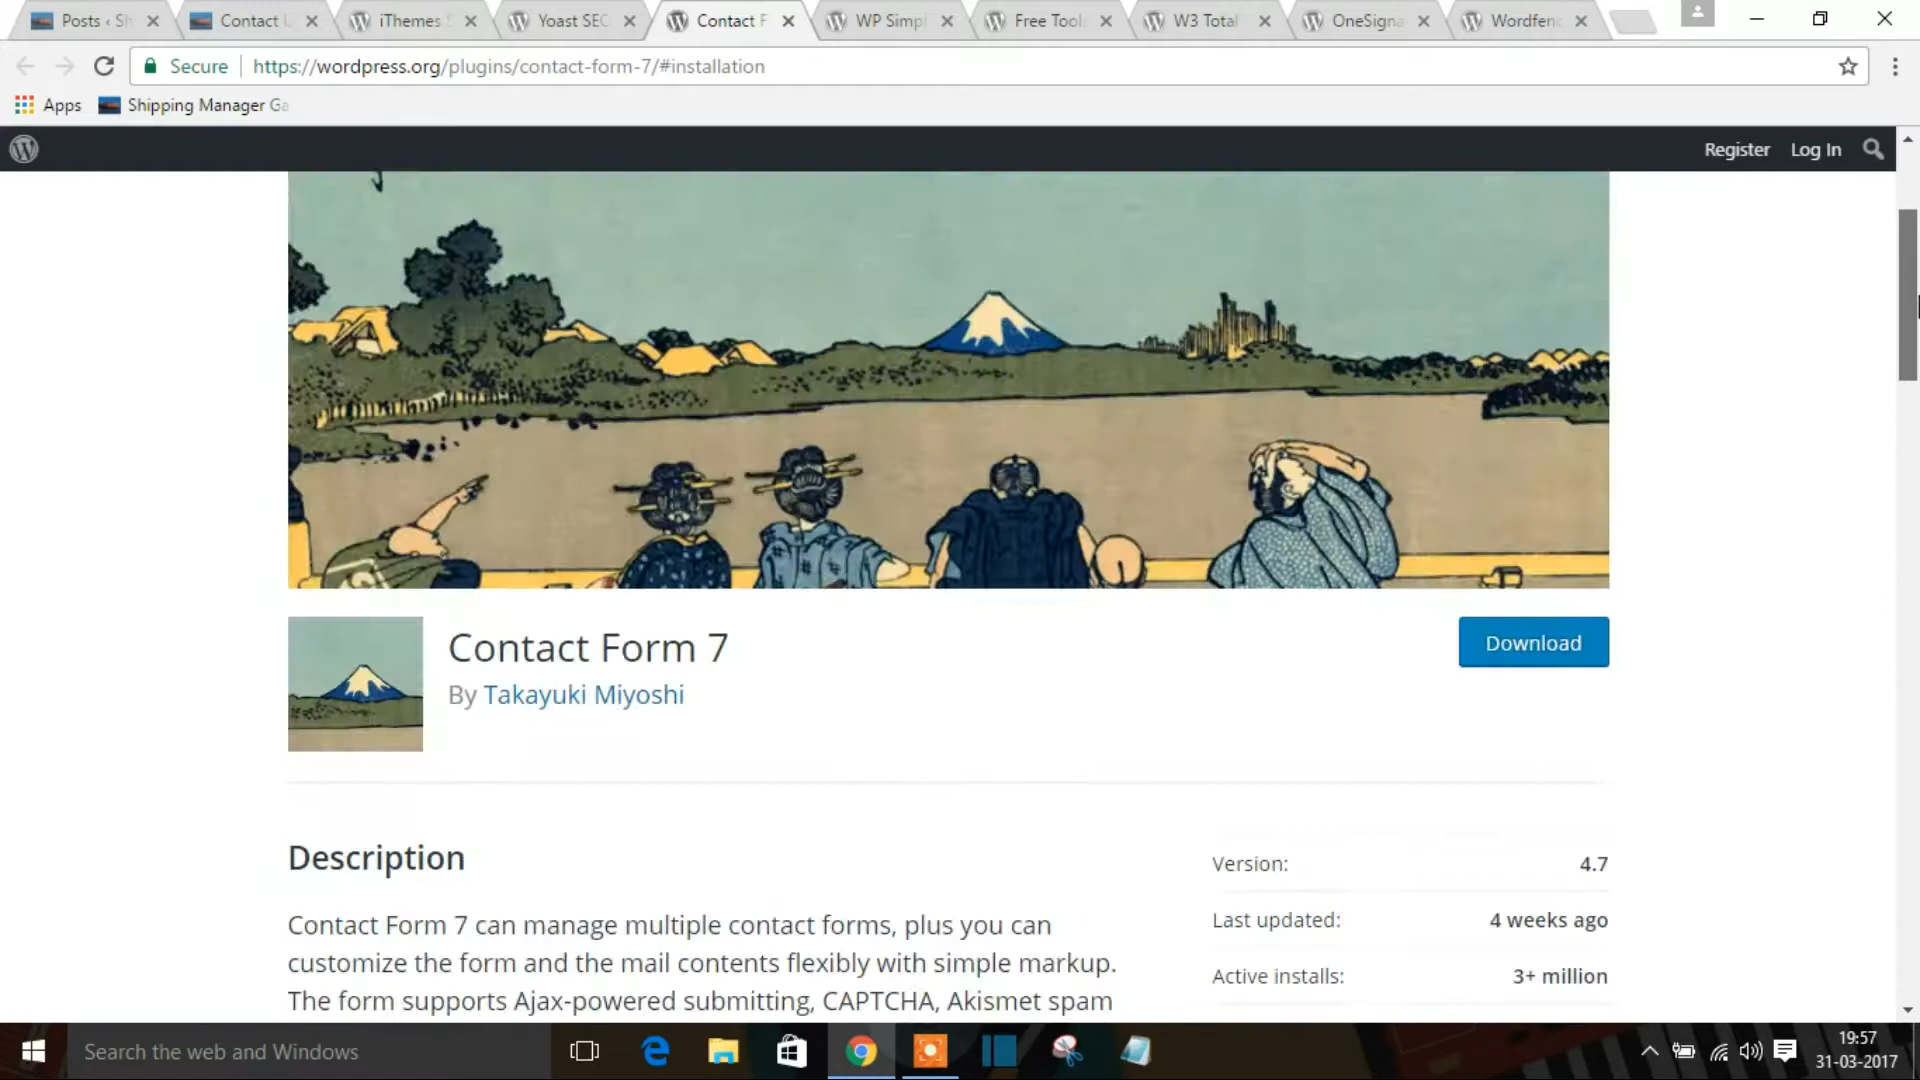 Posts ‹ Sh
Contact U
iThemes S
Yoast SEO
Contact F
WP Simpl
Free Tool
W3 Total
OneSigna
Wordfenc
Secure
https://wordpress.org/plugins/contact-form-7/#installation
Apps
Shipping Manager Ga
Register
Log In
Contact Form 7
By Takayuki Miyoshi
Download
Description
Contact Form 7 can manage multiple contact forms, plus you can
customize the form and the mail contents flexibly with simple markup.
The form supports Ajax-powered submitting, CAPTCHA, Akismet spam
Version: 4.7
Last updated: 4 weeks ago
Active installs: 3+ million
Search the web and Windows
19:57
31-03-2017